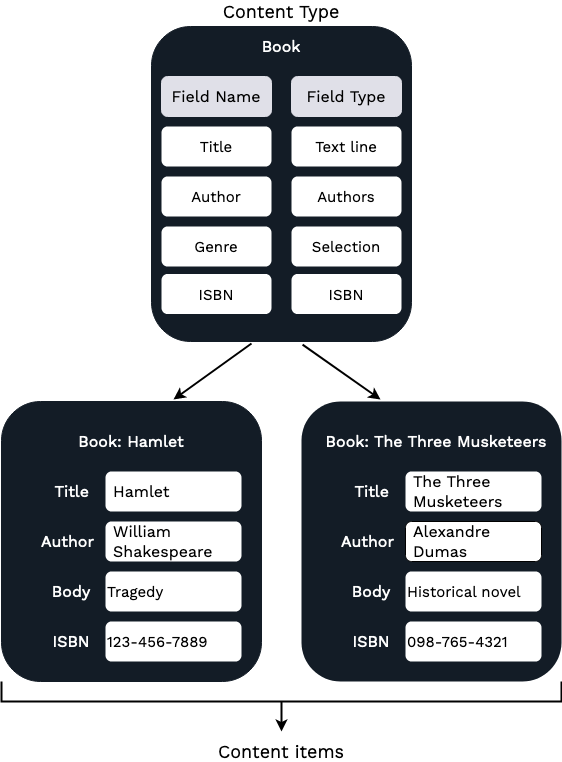 Content Type
Book
Field Name Field Type
Title Text line
Author Authors
Genre Selection
ISBN ISBN
Book: Hamlet
Title Hamlet
Author William
Shakespeare
Body Tragedy
ISBN 123-456-7889
Book: The Three Musketeers
Title The Three
Musketeers
Author Alexandre
Dumas
Body Historical novel
ISBN 098-765-4321
Content items